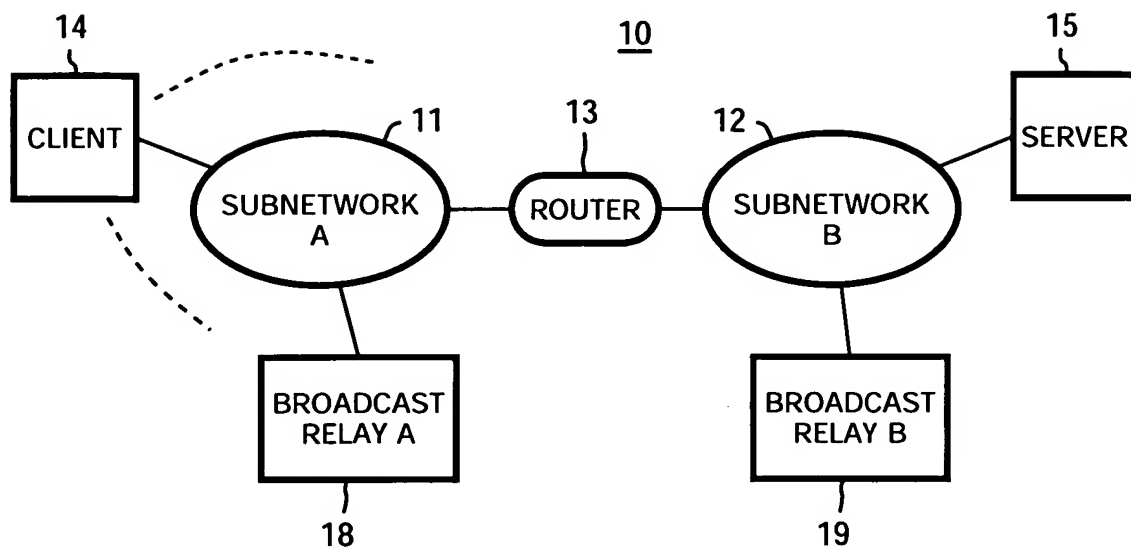 14
10
15
CLIENT
11
13
12
SERVER
SUBNETWORK
A
ROUTER
SUBNETWORK
B
BROADCAST
RELAY A
BROADCAST
RELAY B
18
19